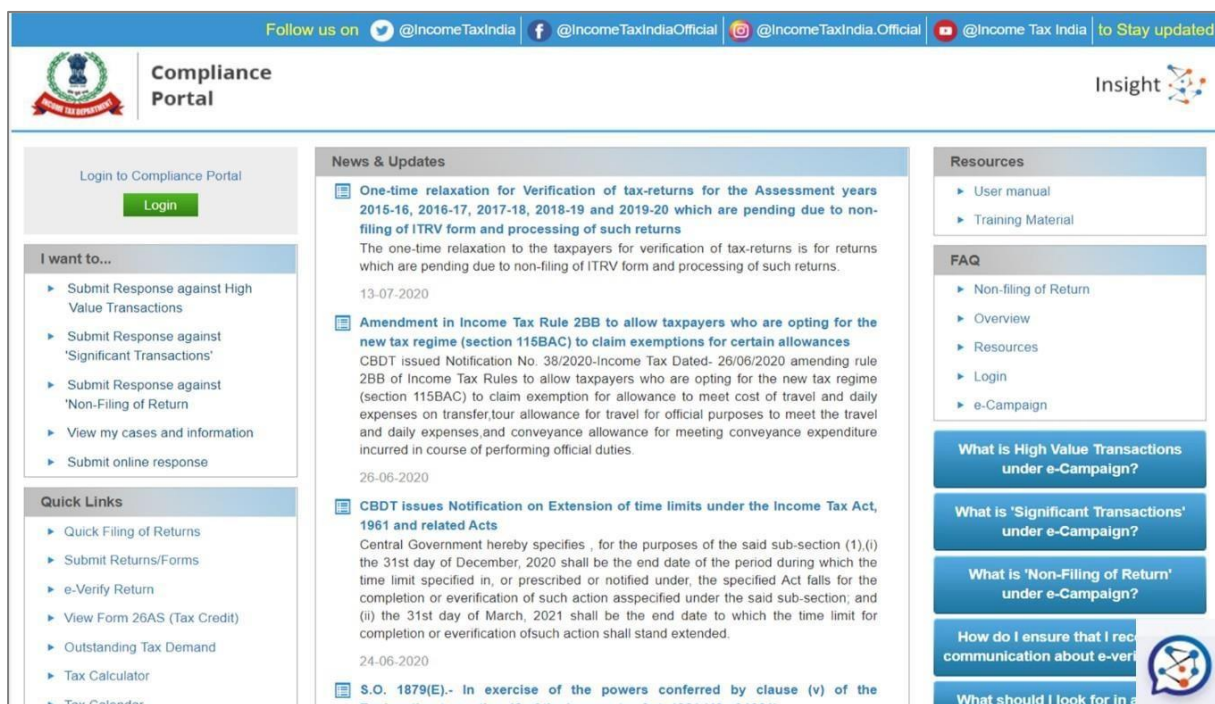 Follow us on @IncomeTaxIndia @IncomeTaxIndiaOfficial @IncomeTaxIndia.Official @Income Tax India to Stay updated
INCOME TAX DEPARTMENT
Compliance
Portal
Insight
Login to Compliance Portal
Login
I want to...
Submit Response against High
Value Transactions
Submit Response against
'Significant Transactions'
Submit Response against
'Non-Filing of Return
View my cases and information
Submit online response
Quick Links
Quick Filing of Returns
Submit Returns/Forms
e-Verify Return
View Form 26AS (Tax Credit)
Outstanding Tax Demand
Tax Calculator
News & Updates
One-time relaxation for Verification of tax-returns for the Assessment years
2015-16, 2016-17, 2017-18, 2018-19 and 2019-20 which are pending due to non-
filing of ITRV form and processing of such returns
The one-time relaxation to the taxpayers for verification of tax-returns is for returns
which are pending due to non-filing of ITRV form and processing of such returns.
13-07-2020
Amendment in Income Tax Rule 2BB to allow taxpayers who are opting for the
new tax regime (section 115BAC) to claim exemptions for certain allowances
CBDT issued Notification No. 38/2020-Income Tax Dated- 26/06/2020 amending rule
2BB of Income Tax Rules to allow taxpayers who are opting for the new tax regime
(section 115BAC) to claim exemption for allowance to meet cost of travel and daily
expenses on transfer,tour allowance for travel for official purposes to meet the travel
and daily expenses,and conveyance allowance for meeting conveyance expenditure
incurred in course of performing official duties.
26-06-2020
CBDT issues Notification on Extension of time limits under the Income Tax Act,
1961 and related Acts
Central Government hereby specifies , for the purposes of the said sub-section (1),(i)
the 31st day of December, 2020 shall be the end date of the period during which the
time limit specified in, or prescribed or notified under, the specified Act falls for the
completion or everification of such action asspecified under the said sub-section; and
(ii) the 31st day of March, 2021 shall be the end date to which the time limit for
completion or everification ofsuch action shall stand extended.
24-06-2020
S.O. 1879(E).- In exercise of the powers conferred by clause (v) of the
Resources
User manual
Training Material
FAQ
Non-filing of Return
Overview
Resources
Login
e-Campaign
What is High Value Transactions
under e-Campaign?
What is 'Significant Transactions'
under e-Campaign?
What is 'Non-Filing of Return'
under e-Campaign?
How do I ensure that I
communication about
What should I look for in